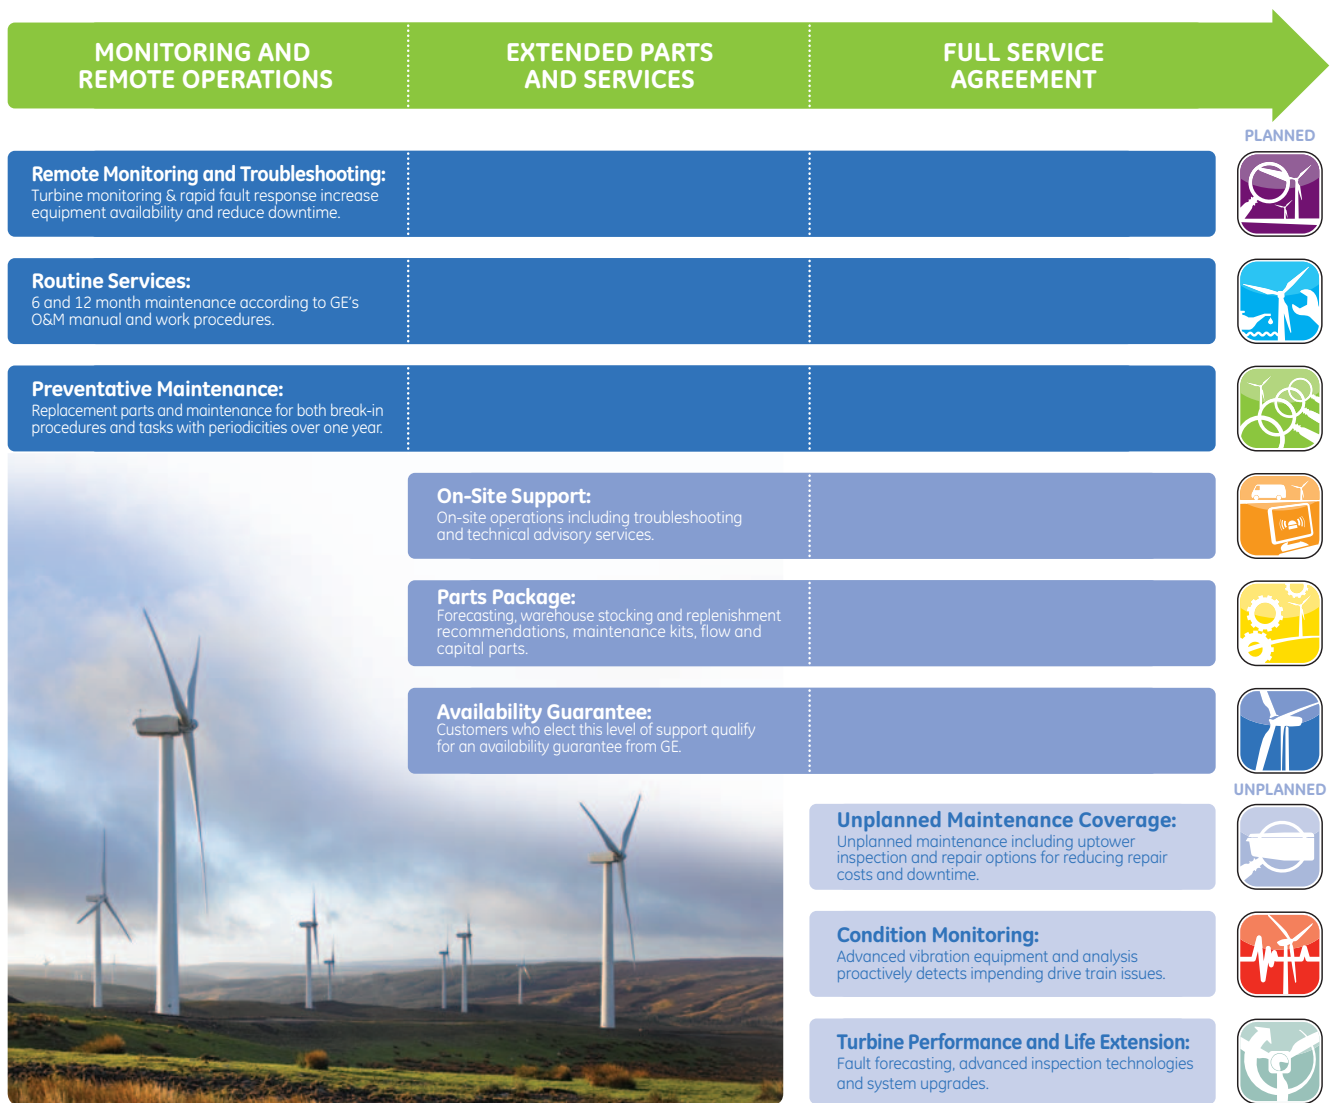 MONITORING AND
REMOTE OPERATIONS
EXTENDED PARTS
AND SERVICES
FULL SERVICE
AGREEMENT
PLANNED
Remote Monitoring and Troubleshooting:
Turbine monitoring & rapid fault response increase
equipment availability and reduce downtime.
Routine Services:
6 and 12 month maintenance according to GE's
O&M manual and work procedures.
Preventative Maintenance:
Replacement parts and maintenance for both break-in
procedures and tasks with periodicities over one year.
On-Site Support:
On-site operations including troubleshooting
and technical advisory services.
Parts Package:
Forecasting, warehouse stocking and replenishment
recommendations, maintenance kits, flow and
capital parts.
Availability Guarantee:
Customers who elect this level of support qualify
for an availability guarantee from GE.
UNPLANNED
Unplanned Maintenance Coverage:
Unplanned maintenance including uptower
inspection and repair options for reducing repair
costs and downtime.
Condition Monitoring:
Advanced vibration equipment and analysis
proactively detects impending drive train issues.
Turbine Performance and Life Extension:
Fault forecasting, advanced inspection technologies
and system upgrades.